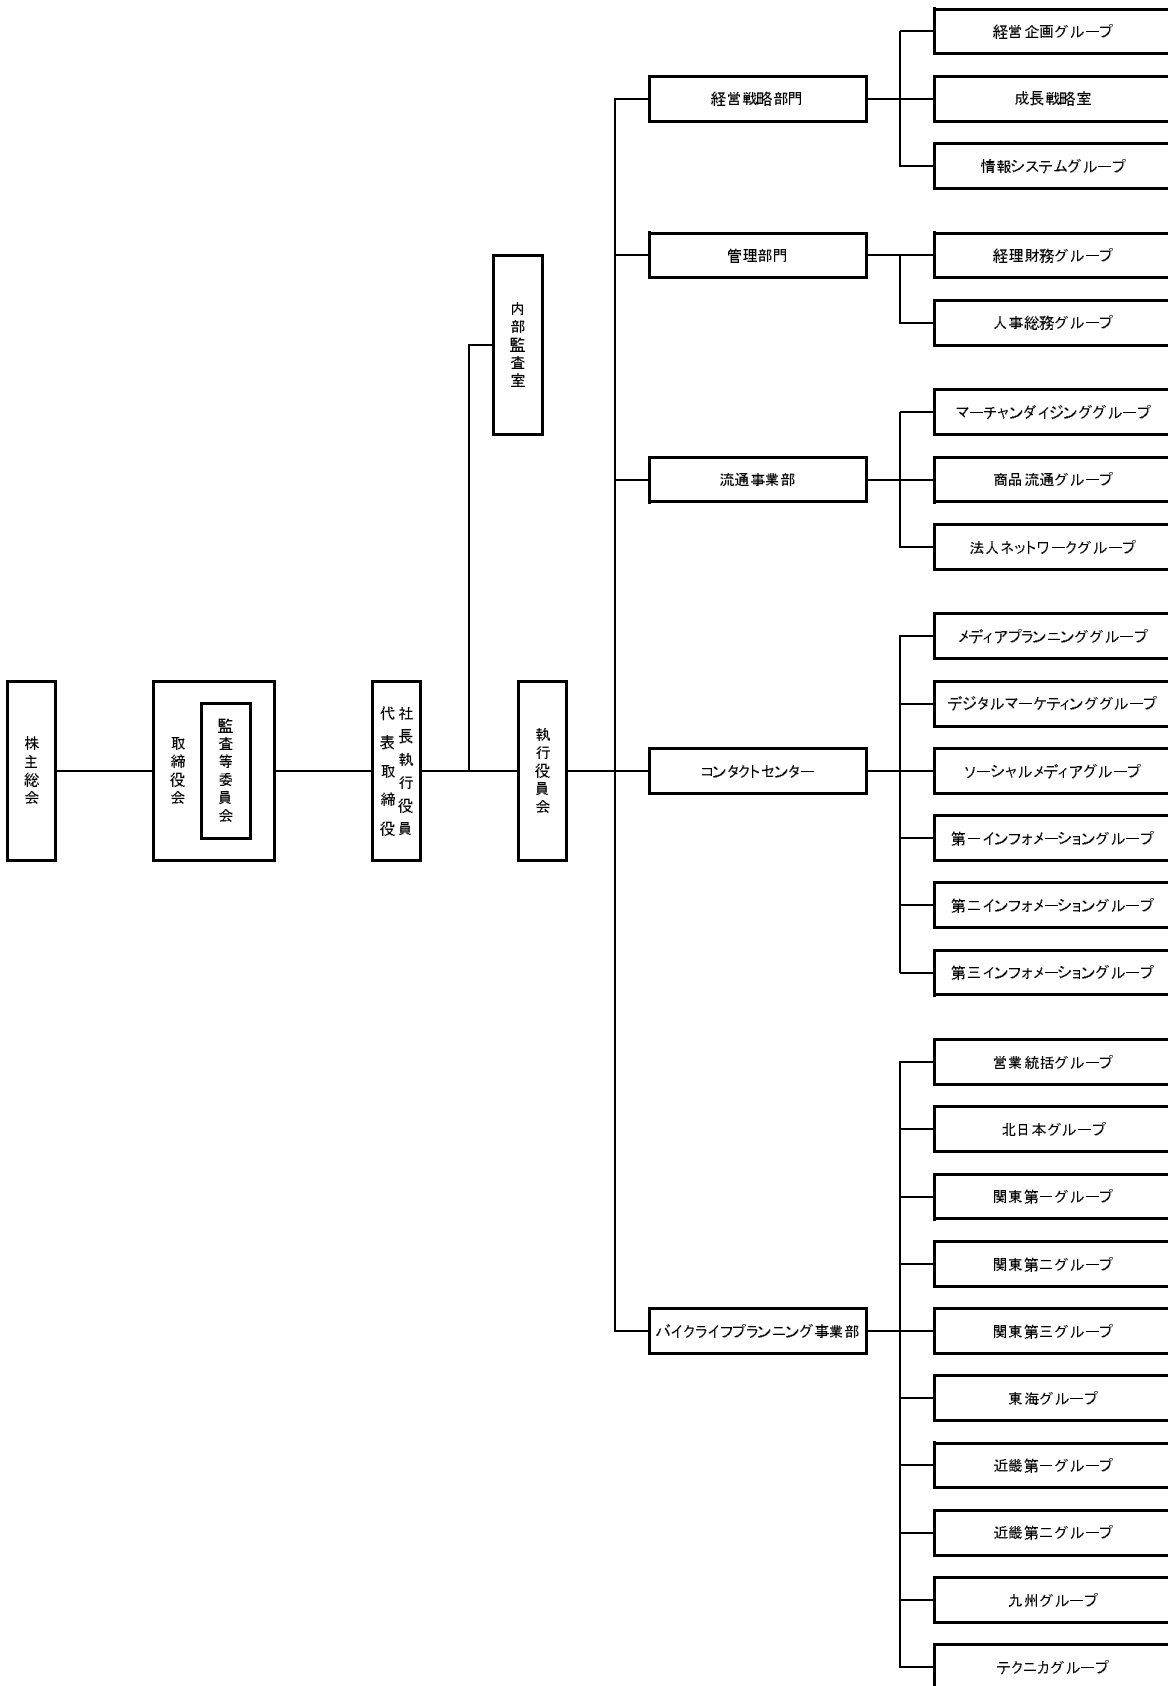 株主総会
取締役会
監査等委員会
代表取締役
社長執行役員
内部監査室
執行役員会
経営戦略部門
経営企画グループ
成長戦略室
情報システムグループ
管理部門
経理財務グループ
人事総務グループ
流通事業部
マーチャンダイジンググループ
商品流通グループ
法人ネットワークグループ
コンタクトセンター
メディアプランニンググループ
デジタルマーケティンググループ
ソーシャルメディアグループ
第一インフォメーショングループ
第二インフォメーショングループ
第三インフォメーショングループ
バイクライフプランニング事業部
営業統括グループ
北日本グループ
関東第一グループ
関東第二グループ
関東第三グループ
東海グループ
近畿第一グループ
近畿第二グループ
九州グループ
テクニカグループ